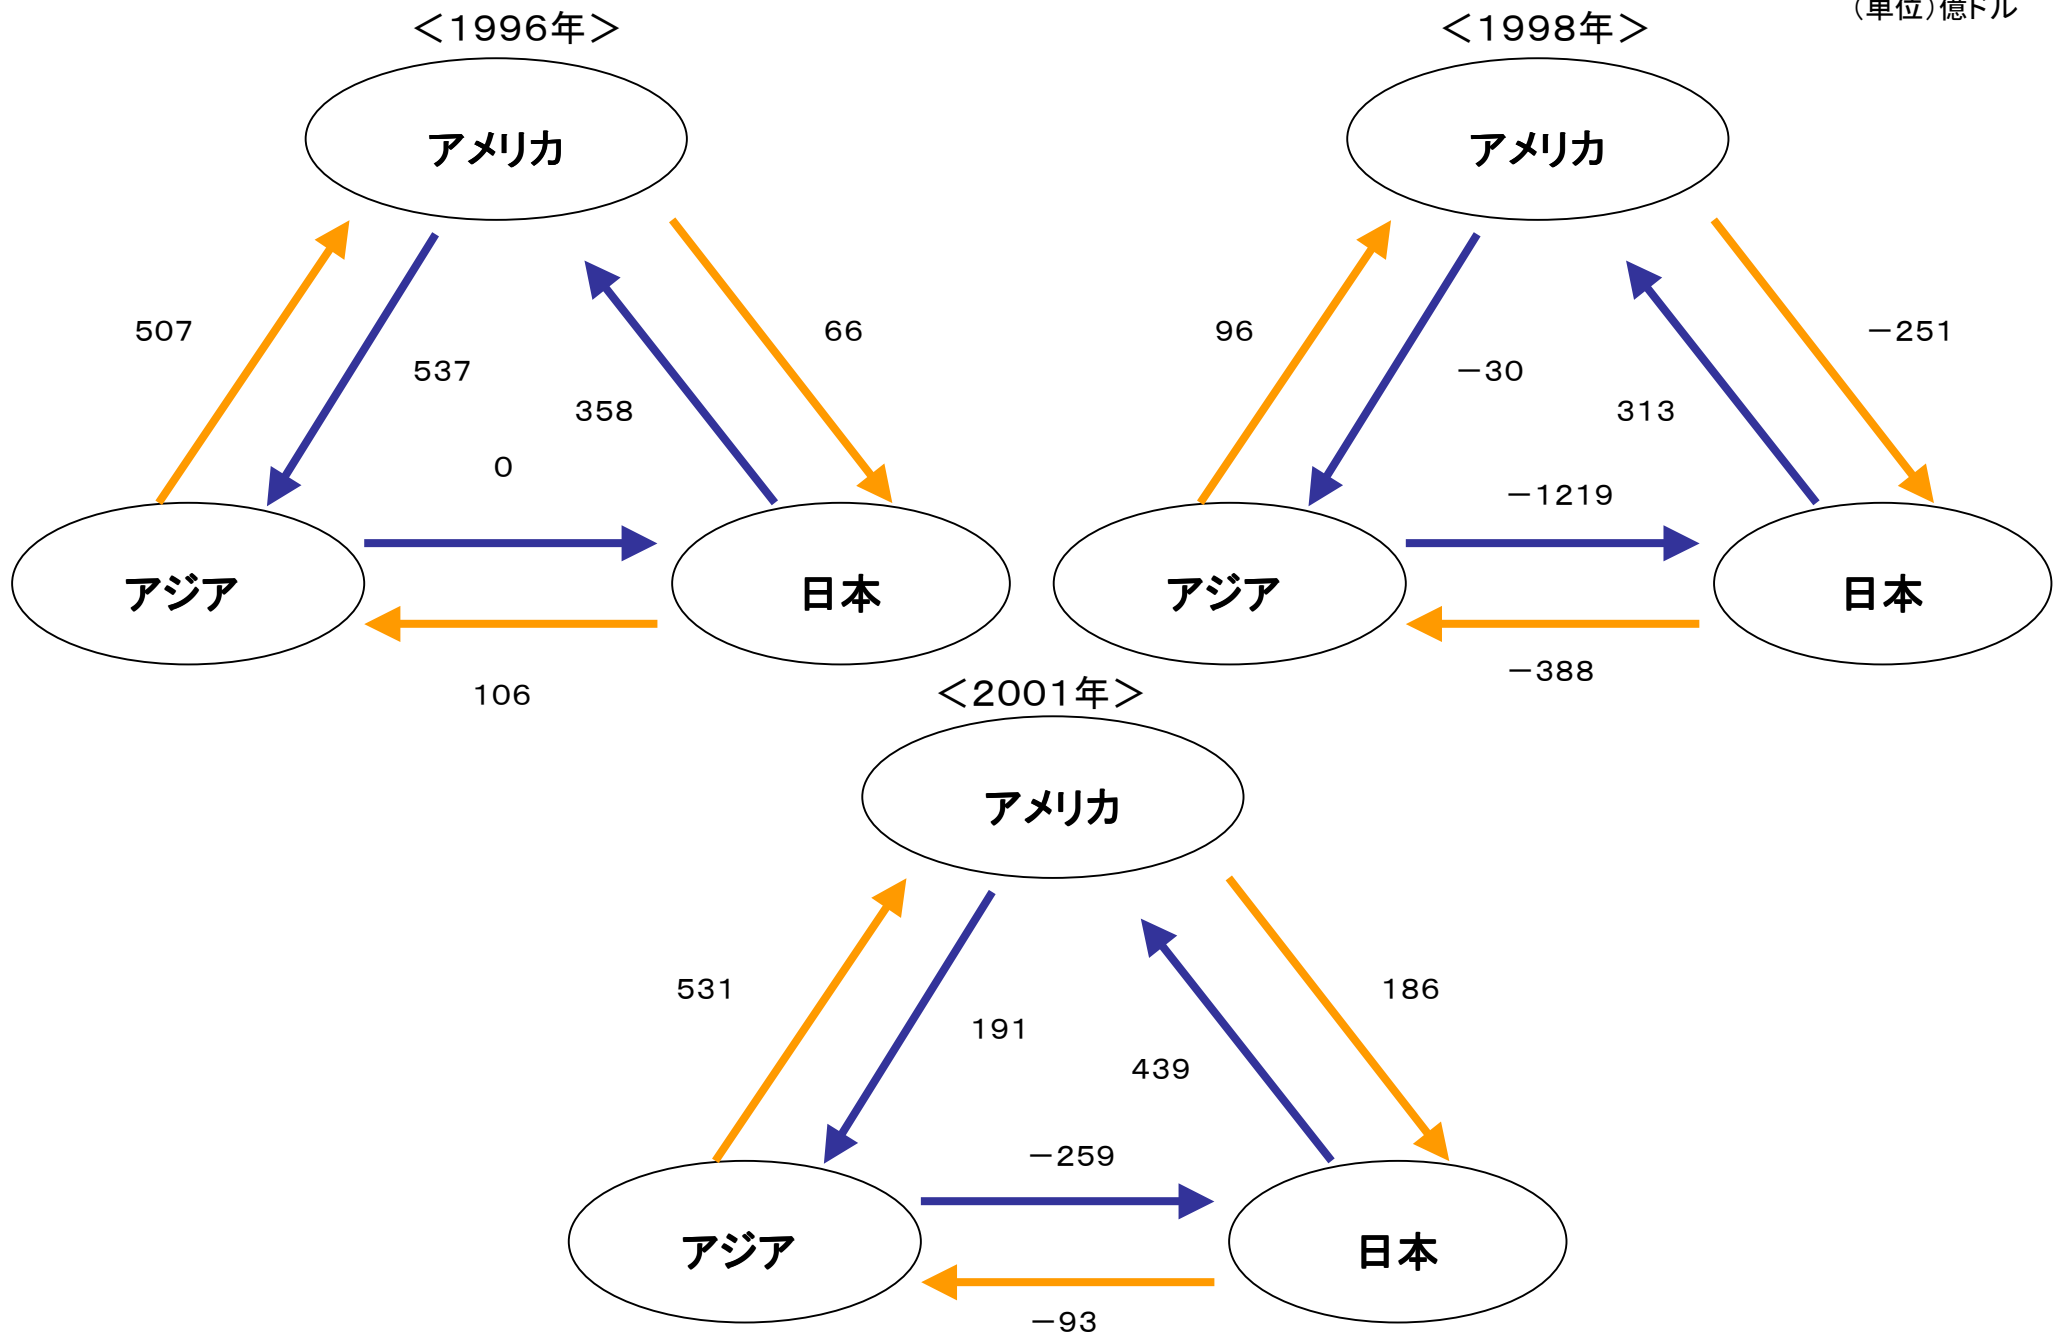 (単位)億ドル
<1996年>
アメリカ
507
537
358
66
0
アジア
日本
106
<1998年>
アメリカ
96
-30
313
-251
-1219
アジア
日本
-388
<2001年>
アメリカ
531
191
439
186
-259
アジア
日本
-93